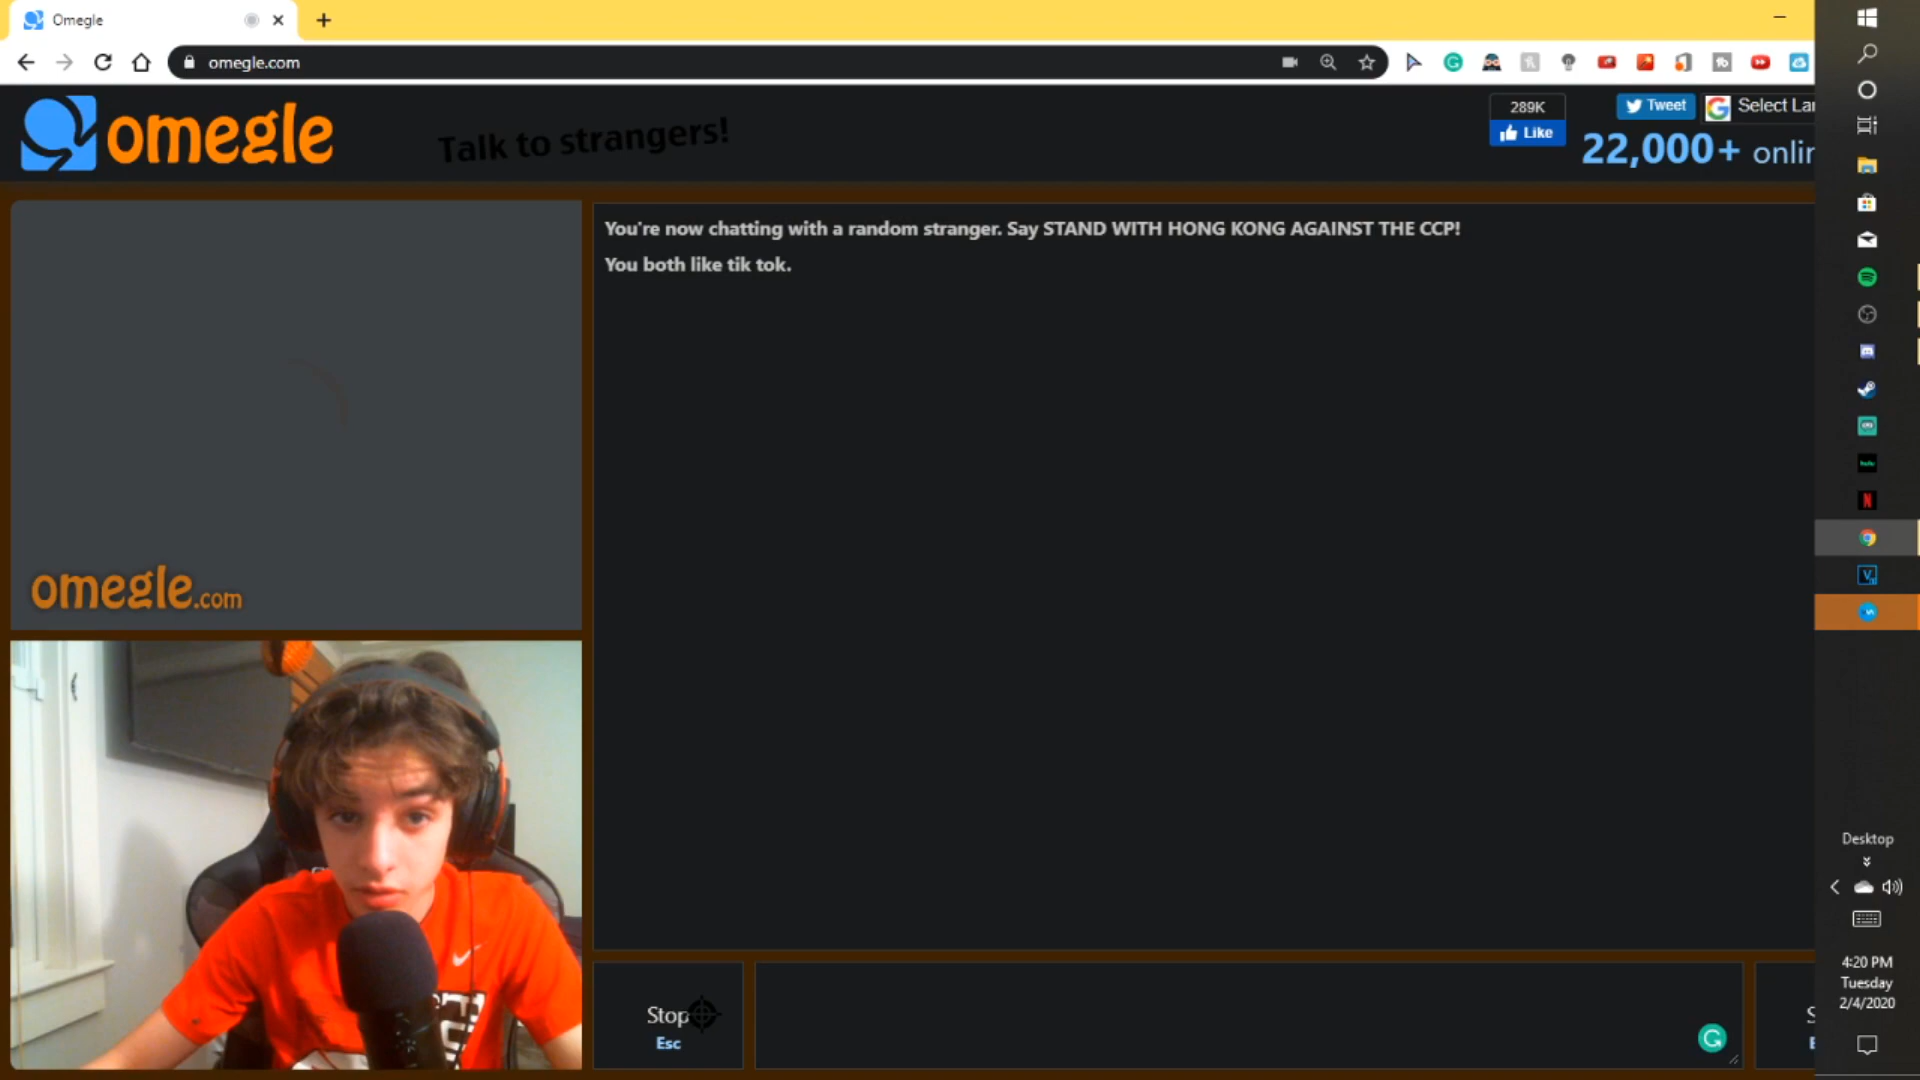 Omegle
omegle.com
omegle
Talk to strangers!
289K
Like
Tweet
Select La
22,000+ onlin
You're now chatting with a random stranger. Say STAND WITH HONG KONG AGAINST THE CCP!
You both like tik tok.
omegle.com
Stop
Esc
hulu
Desktop
4:20 PM
Tuesday
2/4/2020